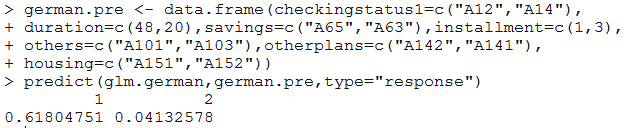 > german.pre <- data.frame(checkingstatus1=c("A12","A14"),
+ duration=c(48,20),savings=c("A65","A63"),installment=c(1,3),
+ others=c("A101","A103"),otherplans=c("A142","A141"),
+ housing=c("A151","A152"))
> predict(glm.german,german.pre,type="response")
1 2
0.61804751 0.04132578